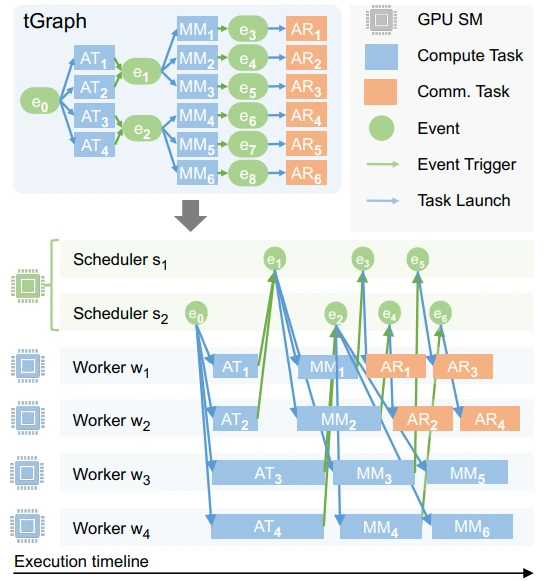 tGraph
e0
AT1
AT2
AT3
AT4
e1
e2
MM1
MM2
MM3
MM4
MM5
MM6
e3
e4
e5
e6
e7
e8
AR1
AR2
AR3
AR4
AR5
AR6
GPU SM
Compute Task
Comm. Task
Event
Event Trigger
Task Launch
Scheduler s1
e1
e3
e5
Scheduler s2
e0
e2
e4
e6
Worker w1
AT1
MM1
AR1
AR3
Worker w2
AT2
MM2
AR2
AR4
Worker w3
AT3
MM3
MM5
Worker w4
AT4
MM4
MM6
Execution timeline